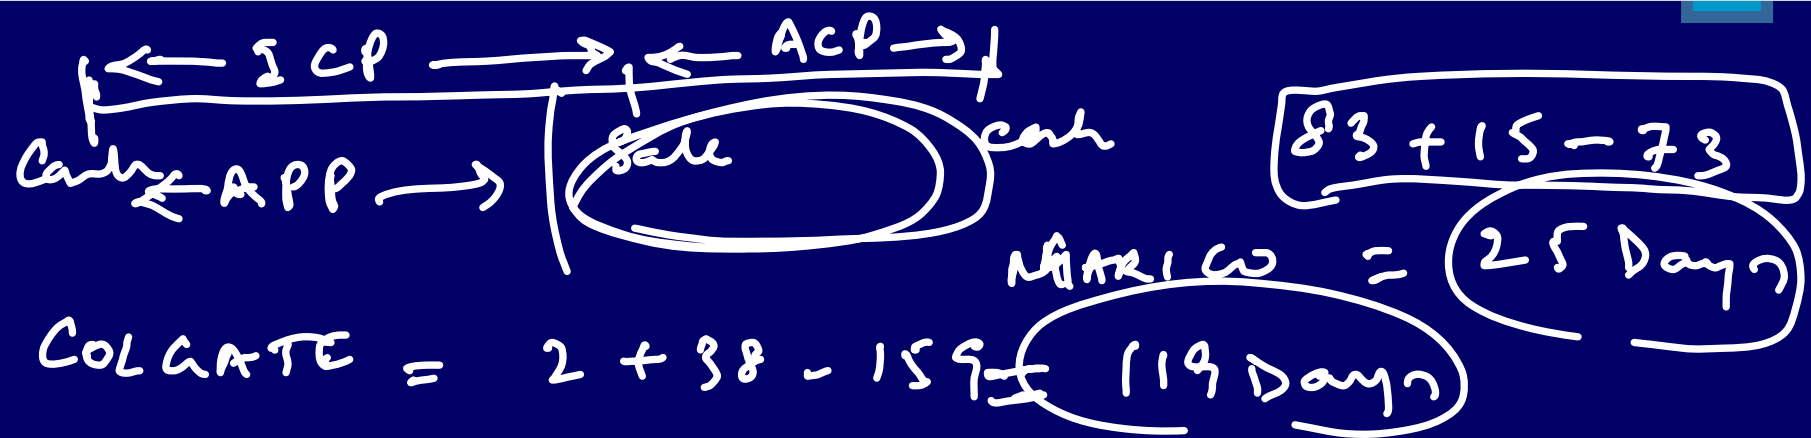 ICP ACP
Cash Sale Cash
APP
83 + 15 - 73
MARICO = 25 Days
COLGATE = 2 + 38 - 159 = 119 Days